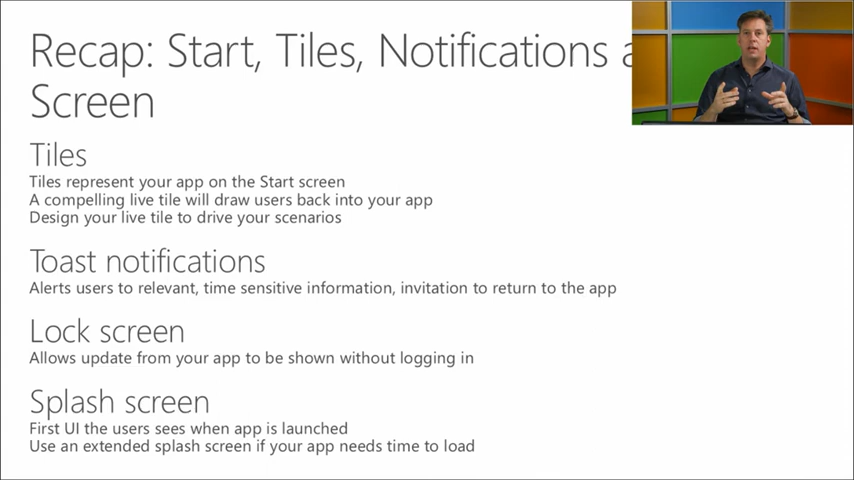 Recap: Start, Tiles, Notifications
Screen
Tiles
Tiles represent your app on the Start screen
A compelling live tile will draw users back into your app
Design your live tile to drive your scenarios
Toast notifications
Alerts users to relevant, time sensitive information, invitation to return to the app
Lock screen
Allows update from your app to be shown without logging in
Splash screen
First UI the users sees when app is launched
Use an extended splash screen if your app needs time to load